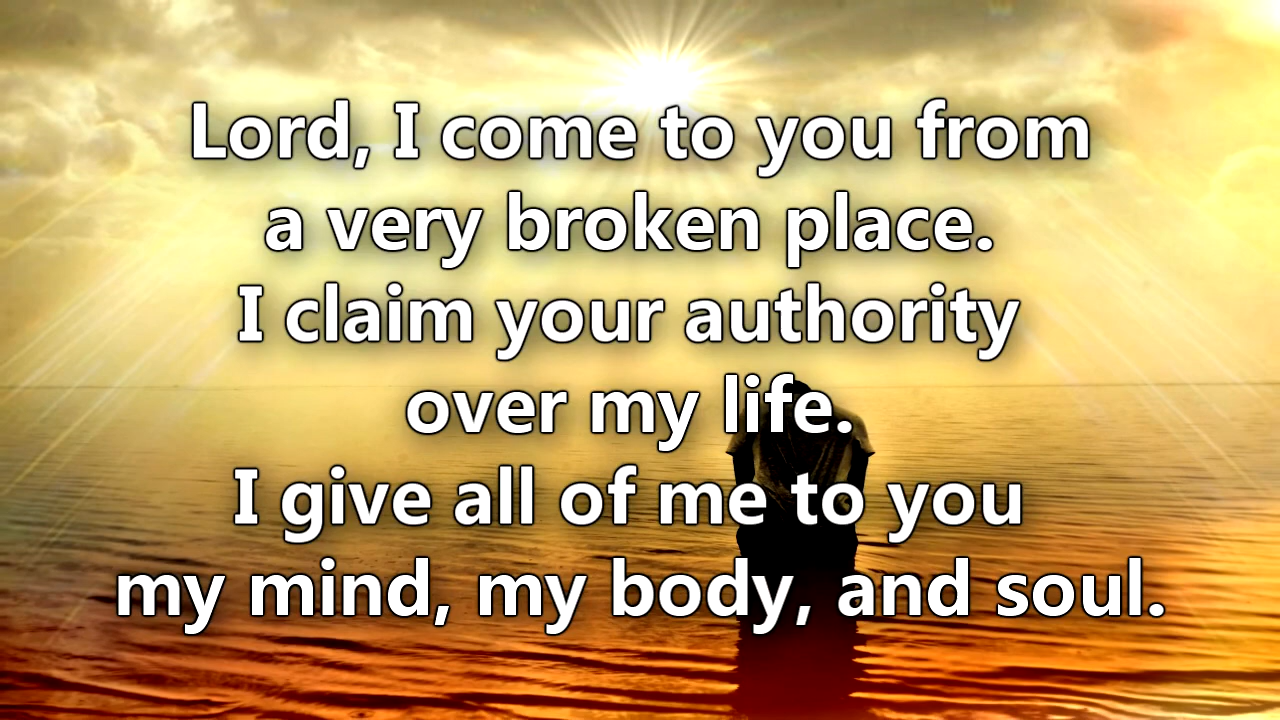 Lord, I come to you from
a very broken place.
I claim your authority
over my life.
I give all of me to you
my mind, my body, and soul.